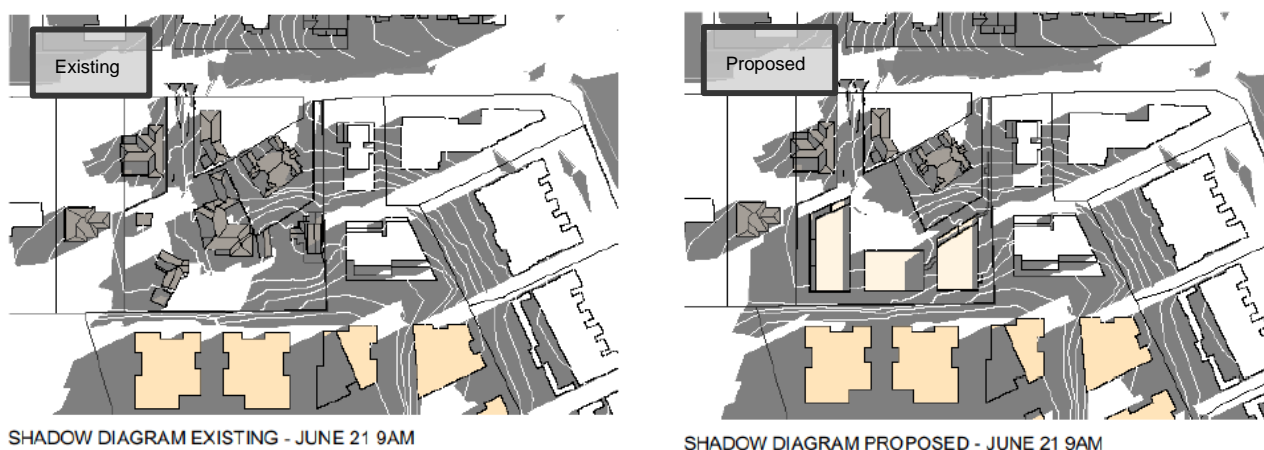 Existing
Proposed
SHADOW DIAGRAM EXISTING - JUNE 21 9AM
SHADOW DIAGRAM PROPOSED - JUNE 21 9AM